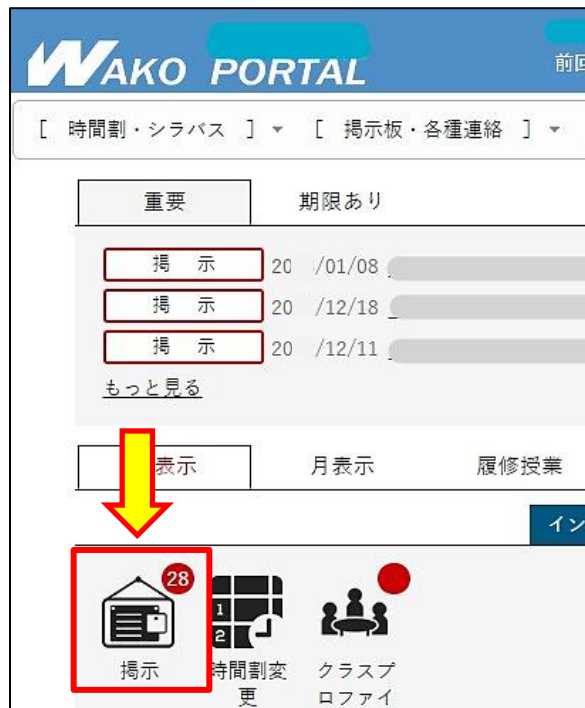 WAKO PORTAL
前回
[ 時間割・シラバス ] ▾ [ 掲示板・各種連絡 ] ▾
重要 期限あり
掲 示 20 /01/08
掲 示 20 /12/18
掲 示 20 /12/11
もっと見る
表示 月表示 履修授業
イン
28
1
2
掲示 時間割変 クラスプ
更 ロファイ